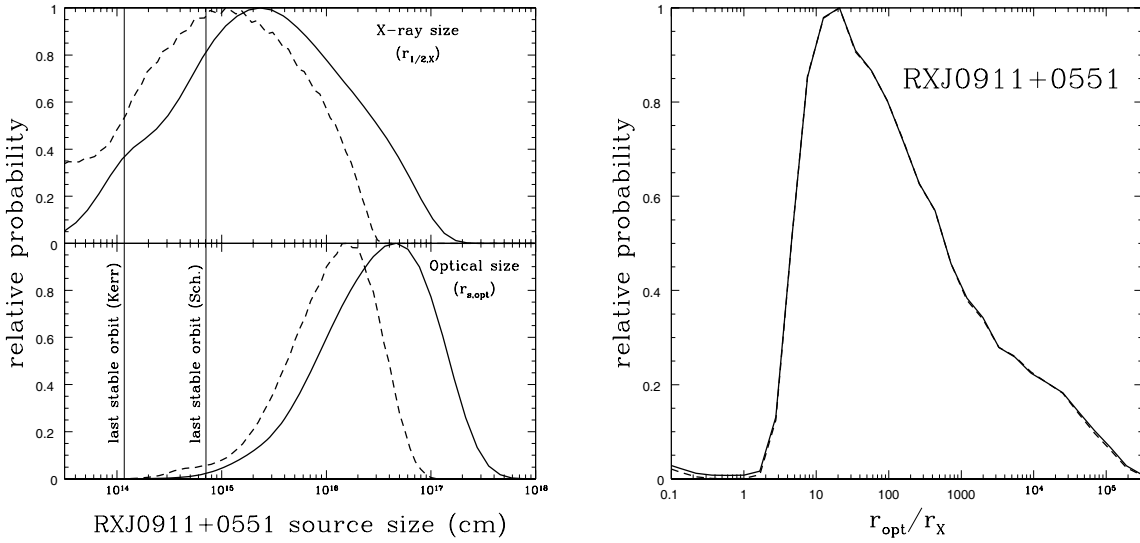 1
0.8
0.6
0.4
0.2
0
X-ray size
(r1/2,X)
relative probability
0.8
0.6
0.4
0.2
0
Optical size
(rs,opt)
last stable orbit (Kerr)
last stable orbit (Sch.)
relative probability
10¹⁴ 10¹⁵ 10¹⁶ 10¹⁷ 10¹⁸
RXJ0911+0551 source size (cm)
1
0.8
0.6
0.4
0.2
0
RXJ0911+0551
relative probability
0.1 1 10 100 1000 10⁴ 10⁵
ropt/rX